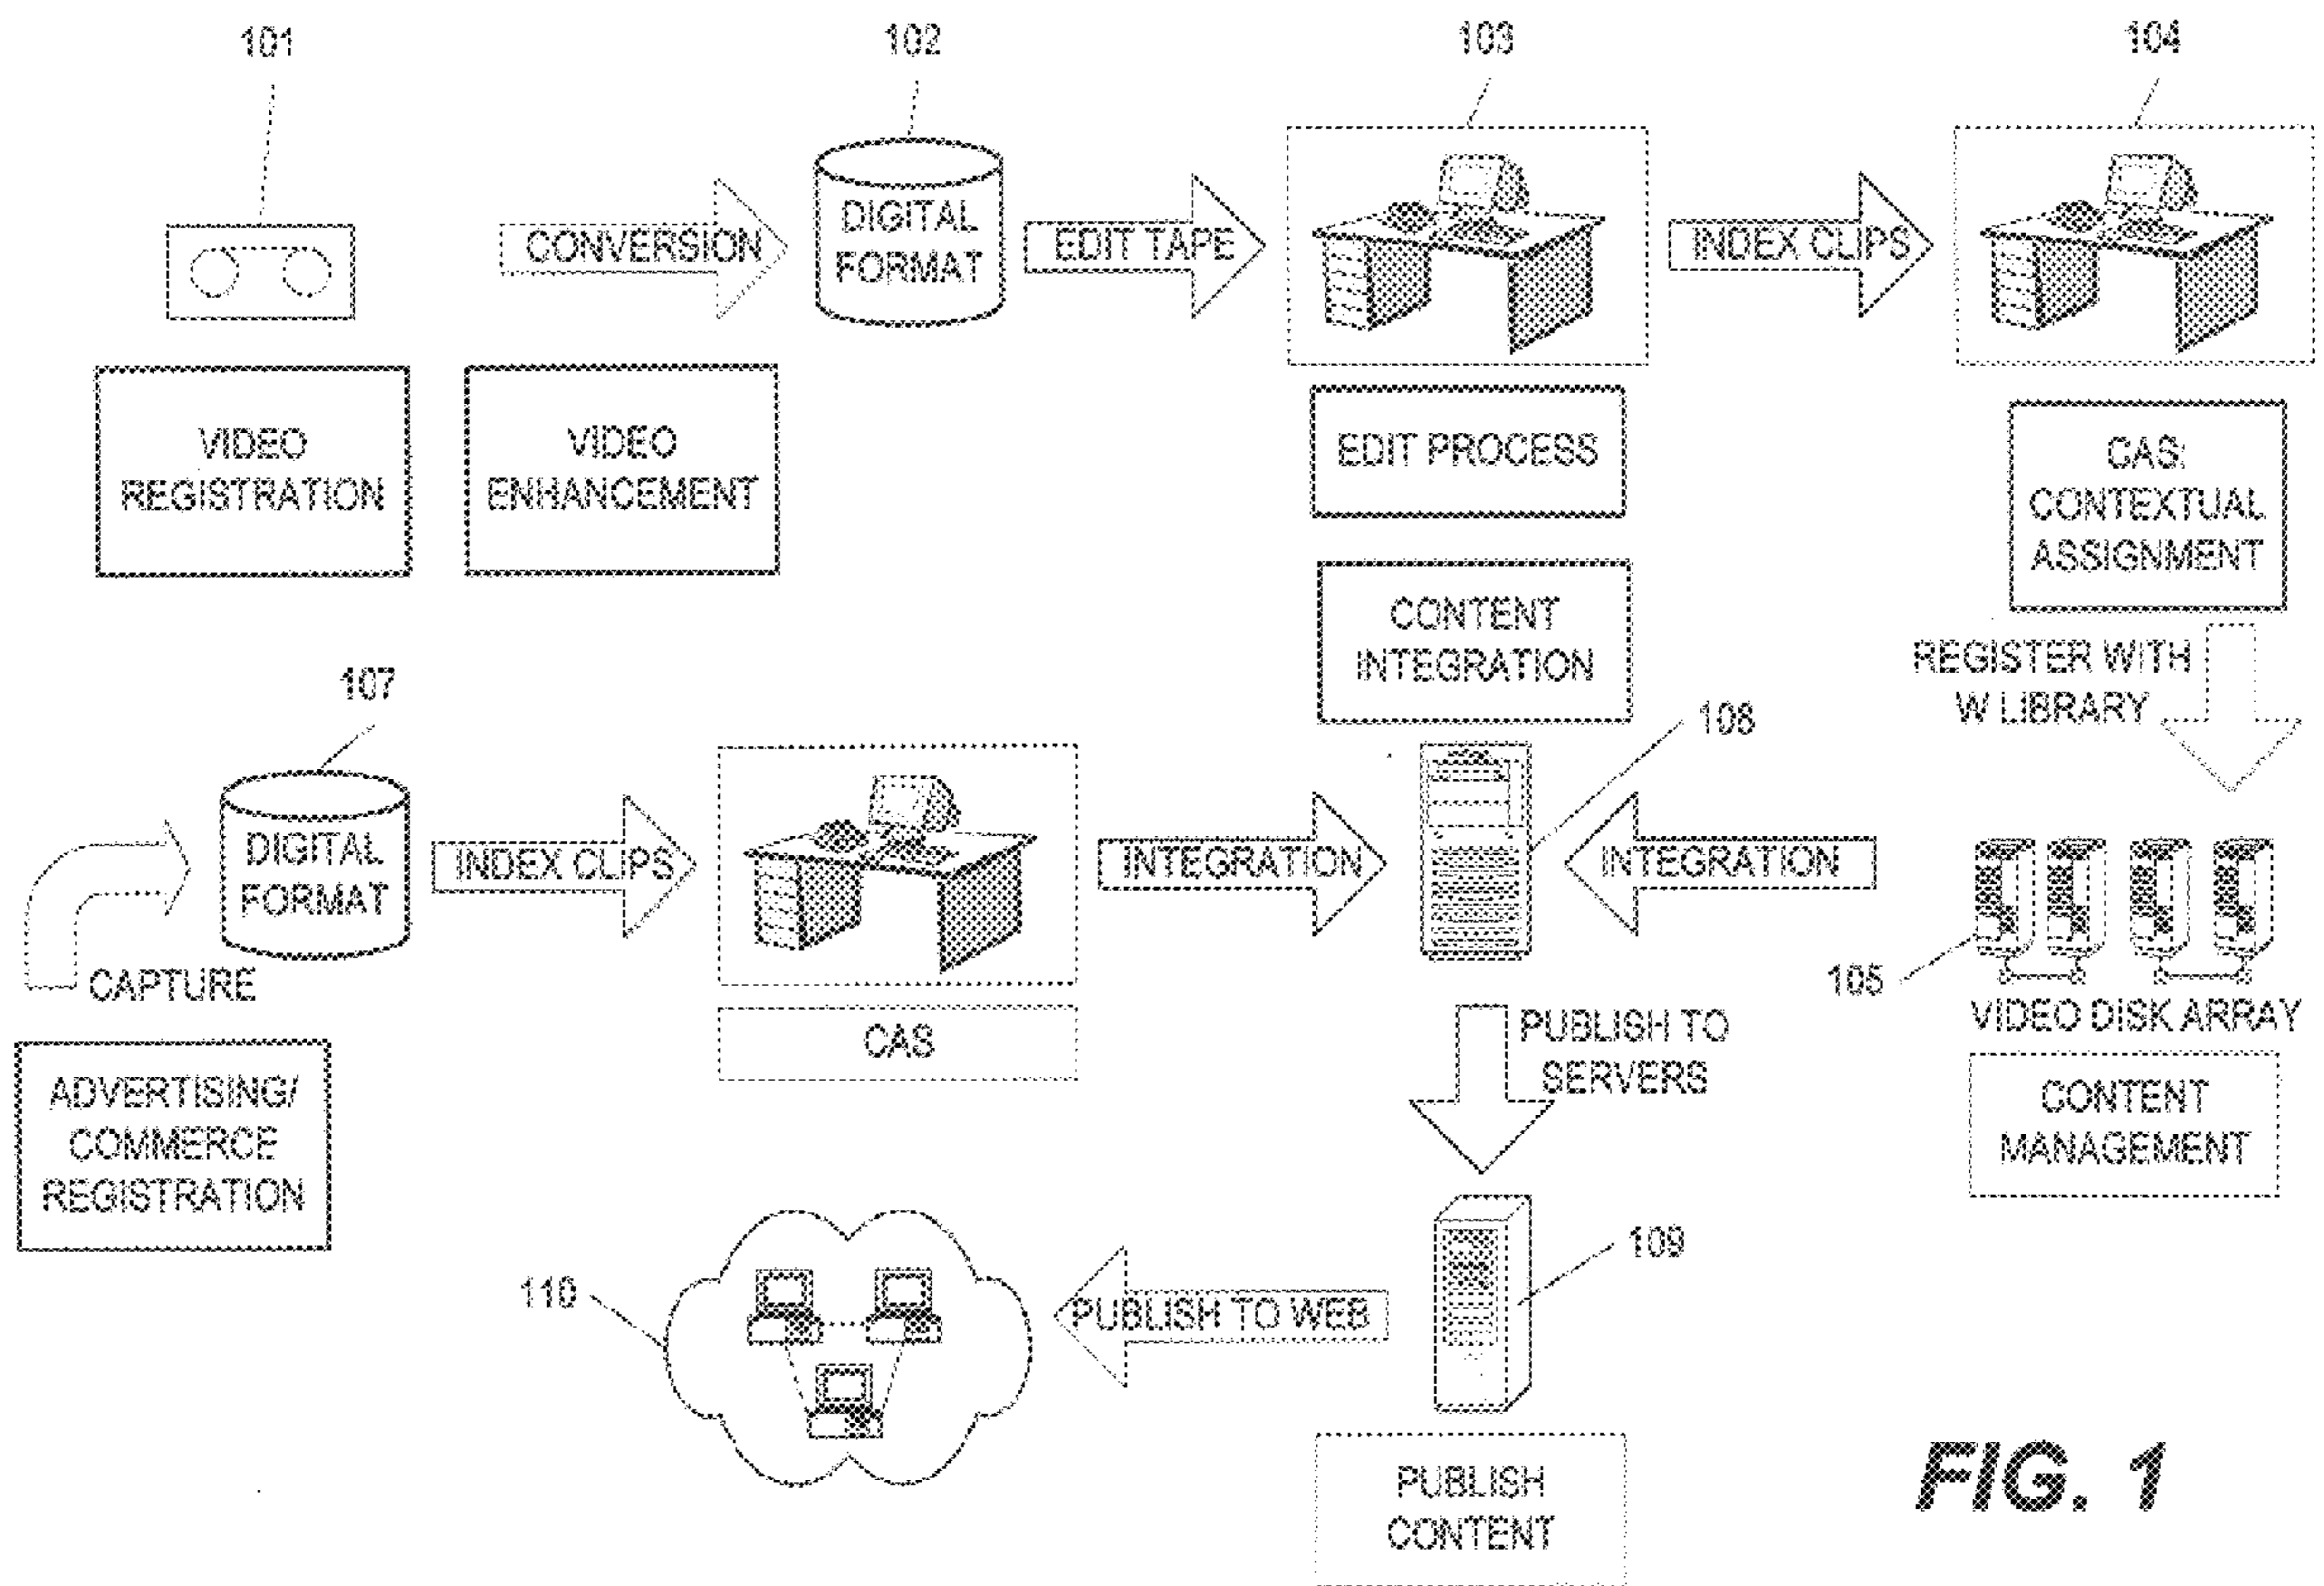 101
102
103
104
CONVERSION
DIGITAL
FORMAT
EDIT TAPE
INDEX CLIPS
VIDEO
REGISTRATION
VIDEO
ENHANCEMENT
EDIT PROCESS
CAS:
CONTEXTUAL
ASSIGNMENT
CONTENT
INTEGRATION
REGISTER WITH
W LIBRARY
107
108
DIGITAL
FORMAT
INDEX CLIPS
INTEGRATION
INTEGRATION
CAPTURE
105
VIDEO DISK ARRAY
CAS
PUBLISH TO
SERVERS
ADVERTISING/
COMMERCE
REGISTRATION
CONTENT
MANAGEMENT
109
110
PUBLISH TO WEB
PUBLISH
CONTENT
FIG. 1